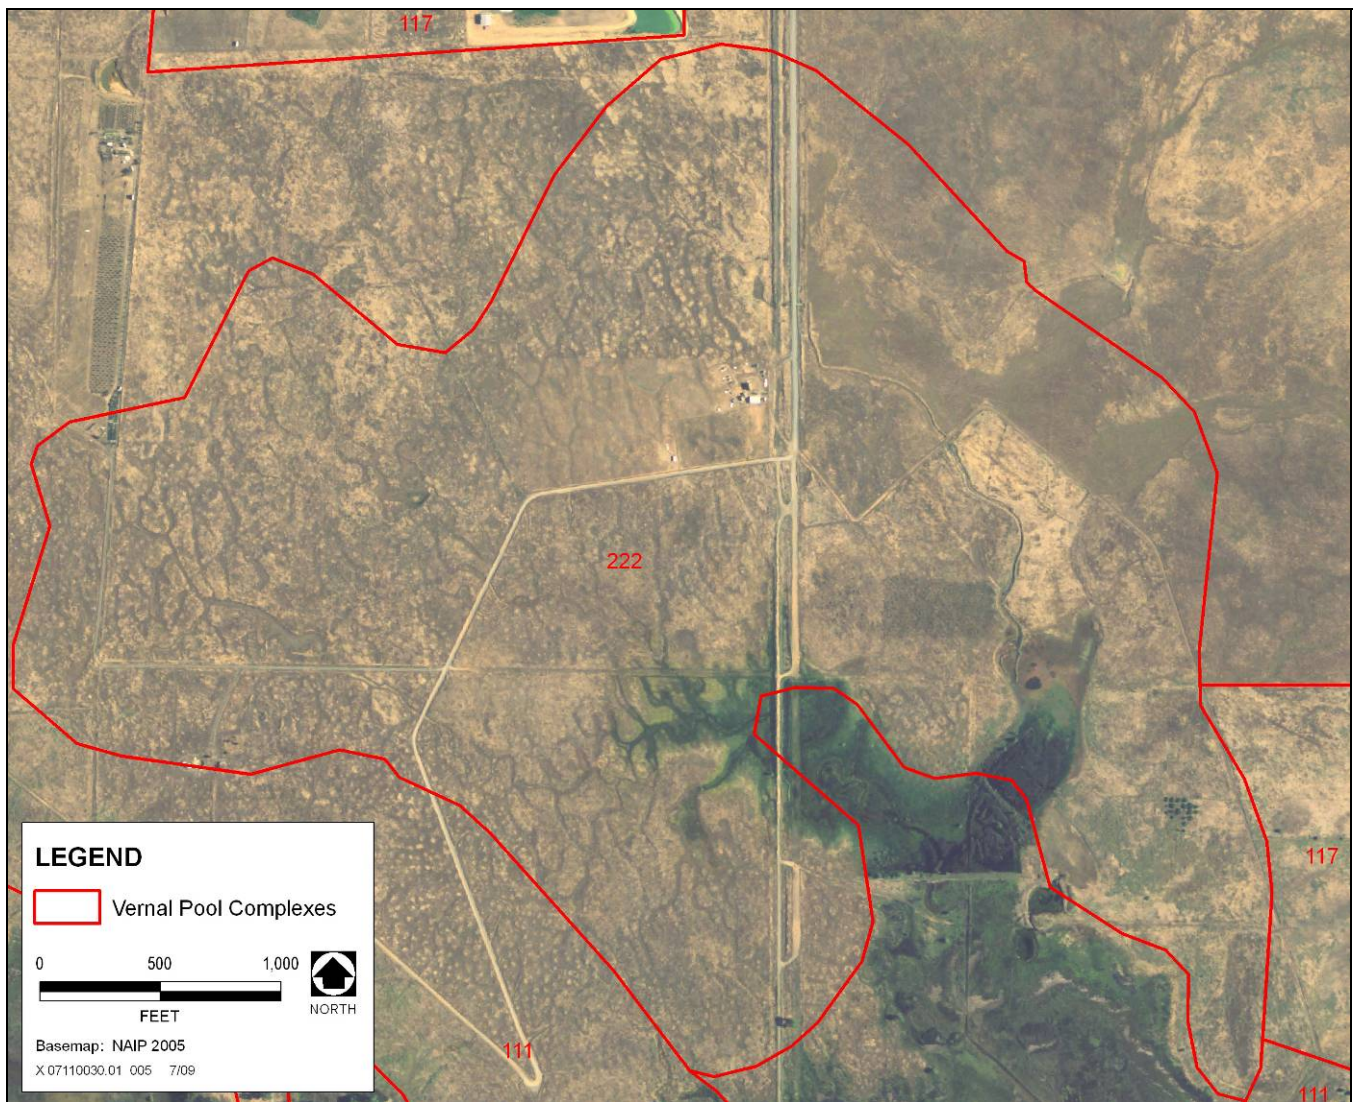 117
222
117
LEGEND
Vernal Pool Complexes
0 500 1,000
FEET
NORTH
Basemap: NAIP 2005
X 07110030.01 005 7/09
111
111